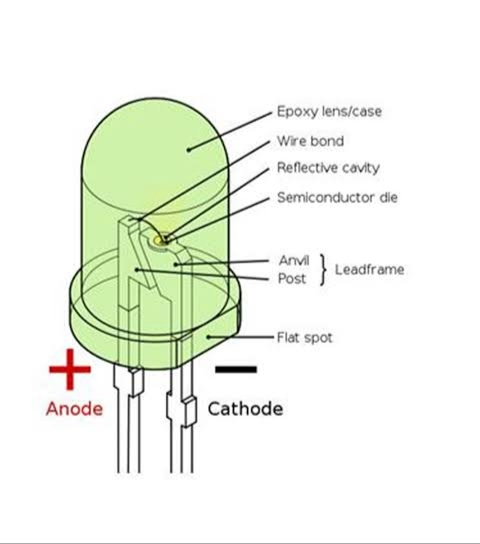 Epoxy lens/case
Wire bond
Reflective cavity
Semiconductor die
Anvil
Post
Leadframe
Flat spot
+
Anode
−
Cathode